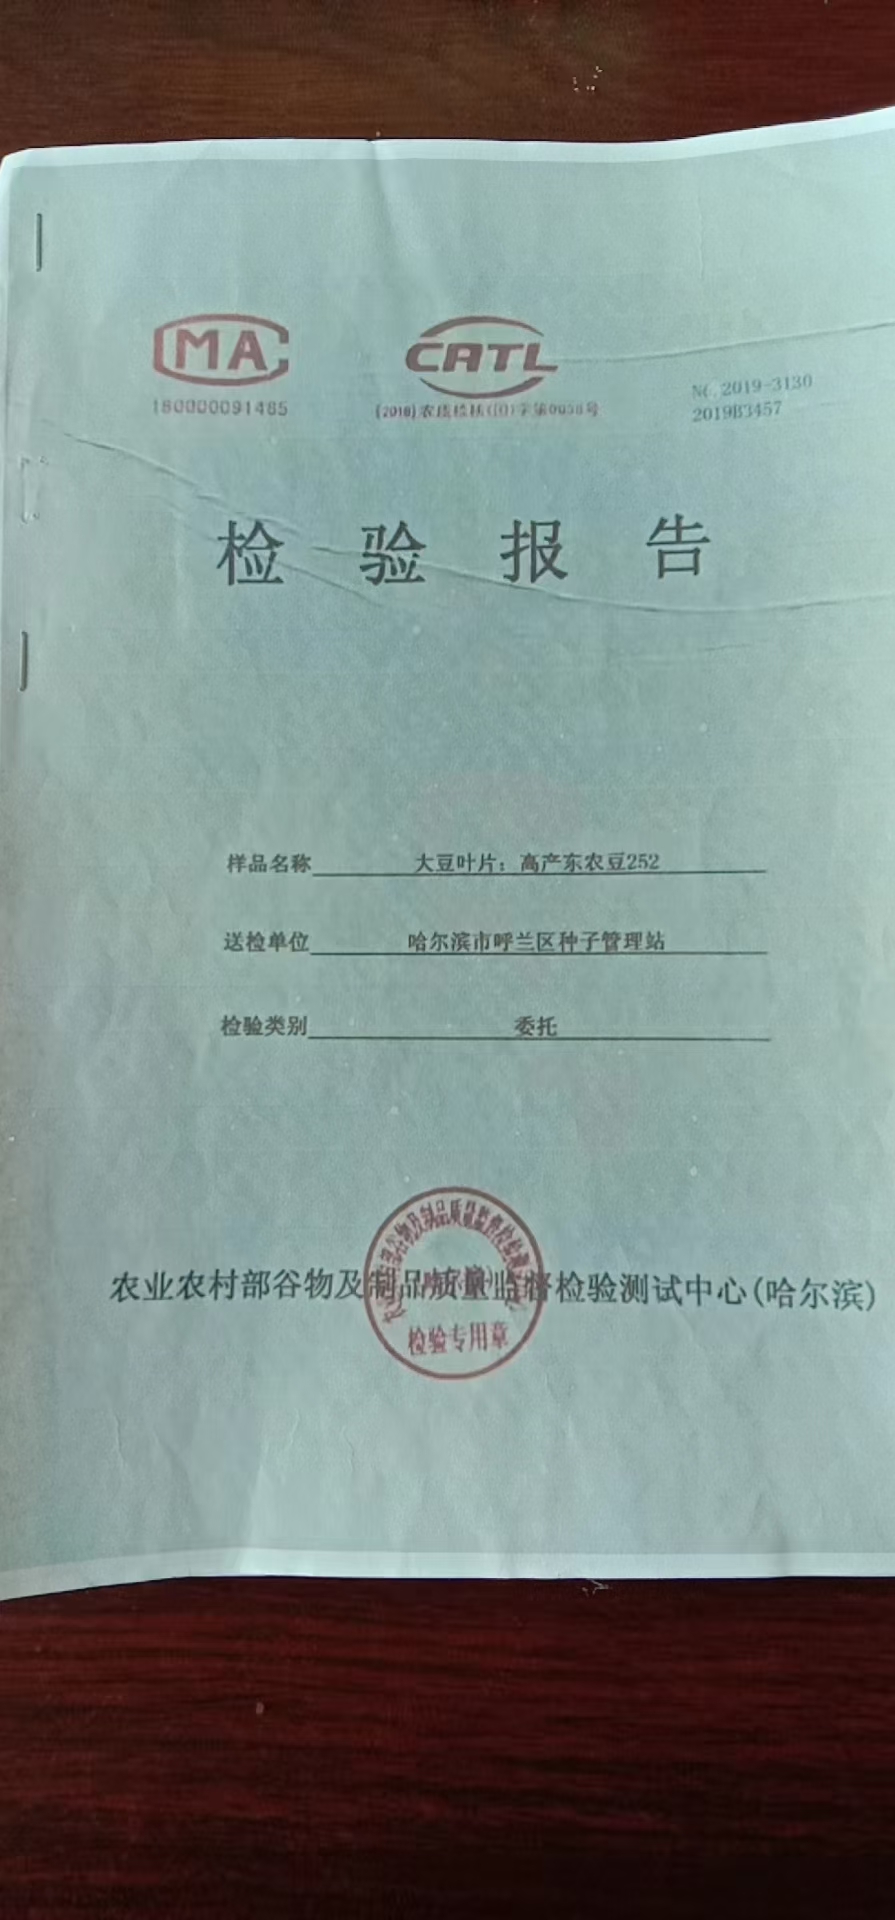 MA
CATL
180000091465
(2018)农质检核(国)字第0038号
NO.2019-3130
2019B3457
检验报告
样品名称 大豆叶片：高产东农豆252
送检单位 哈尔滨市呼兰区种子管理站
检验类别 委托
农业农村部谷物及制品质量监督检验测试中心(哈尔滨)
检验专用章